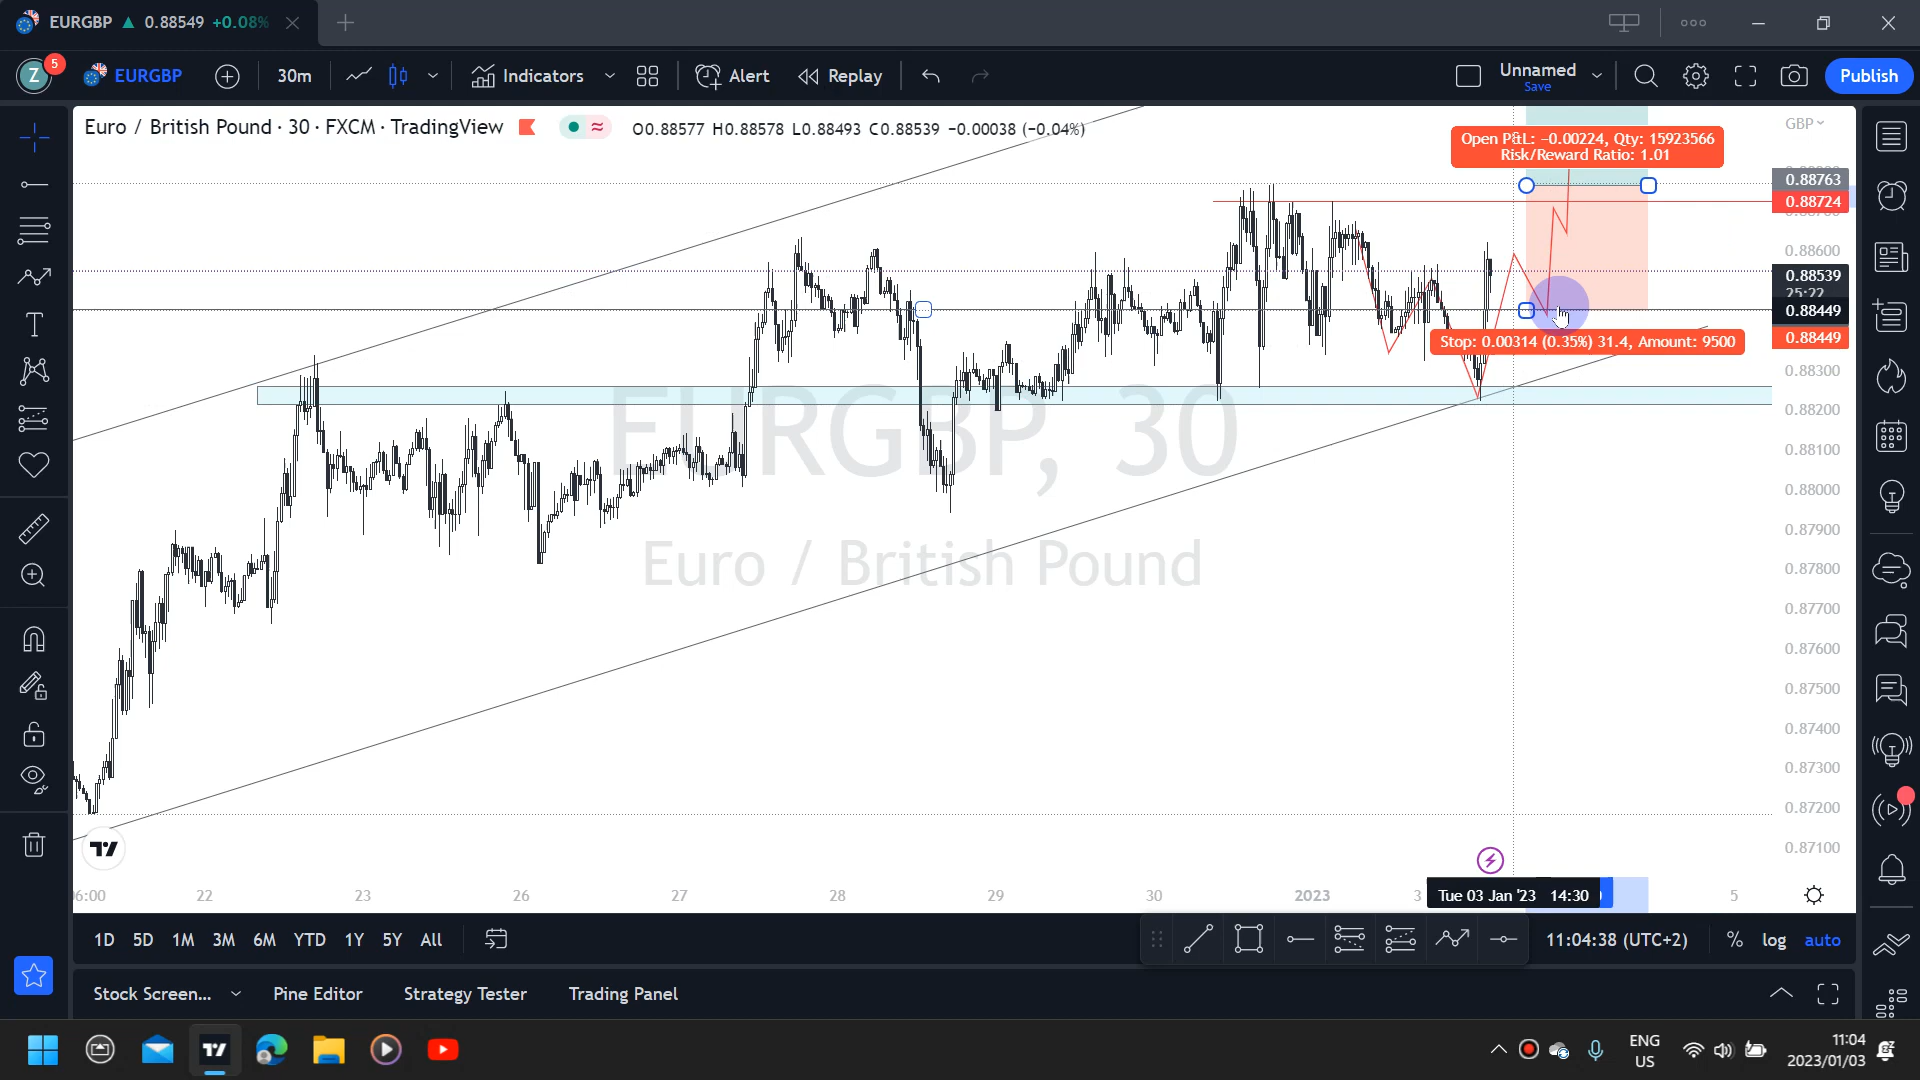 EURGBP ▲ 0.88549 +0.08%
Z 5 EURGBP 30m Indicators Alert Replay Unnamed Save Publish
Euro / British Pound · 30 · FXCM · TradingView
O0.88577 H0.88578 L0.88493 C0.88539 −0.00038 (−0.04%)
GBP
Open P&L: −0.00224, Qty: 15923566
Risk/Reward Ratio: 1.01
0.88763
0.88724
0.88600
0.88539
25:22
0.88449
0.88449
Stop: 0.00314 (0.35%) 31.4, Amount: 9500
0.88300
0.88200
0.88100
0.88000
0.87900
0.87800
0.87700
0.87600
0.87500
0.87400
0.87300
0.87200
0.87100
EURGBP, 30
Euro / British Pound
06:00 22 23 26 27 28 29 30 2023 3 Tue 03 Jan '23 14:30 5
1D 5D 1M 3M 6M YTD 1Y 5Y All 11:04:38 (UTC+2) % log auto
Stock Screen... Pine Editor Strategy Tester Trading Panel
ENG
US
11:04
2023/01/03